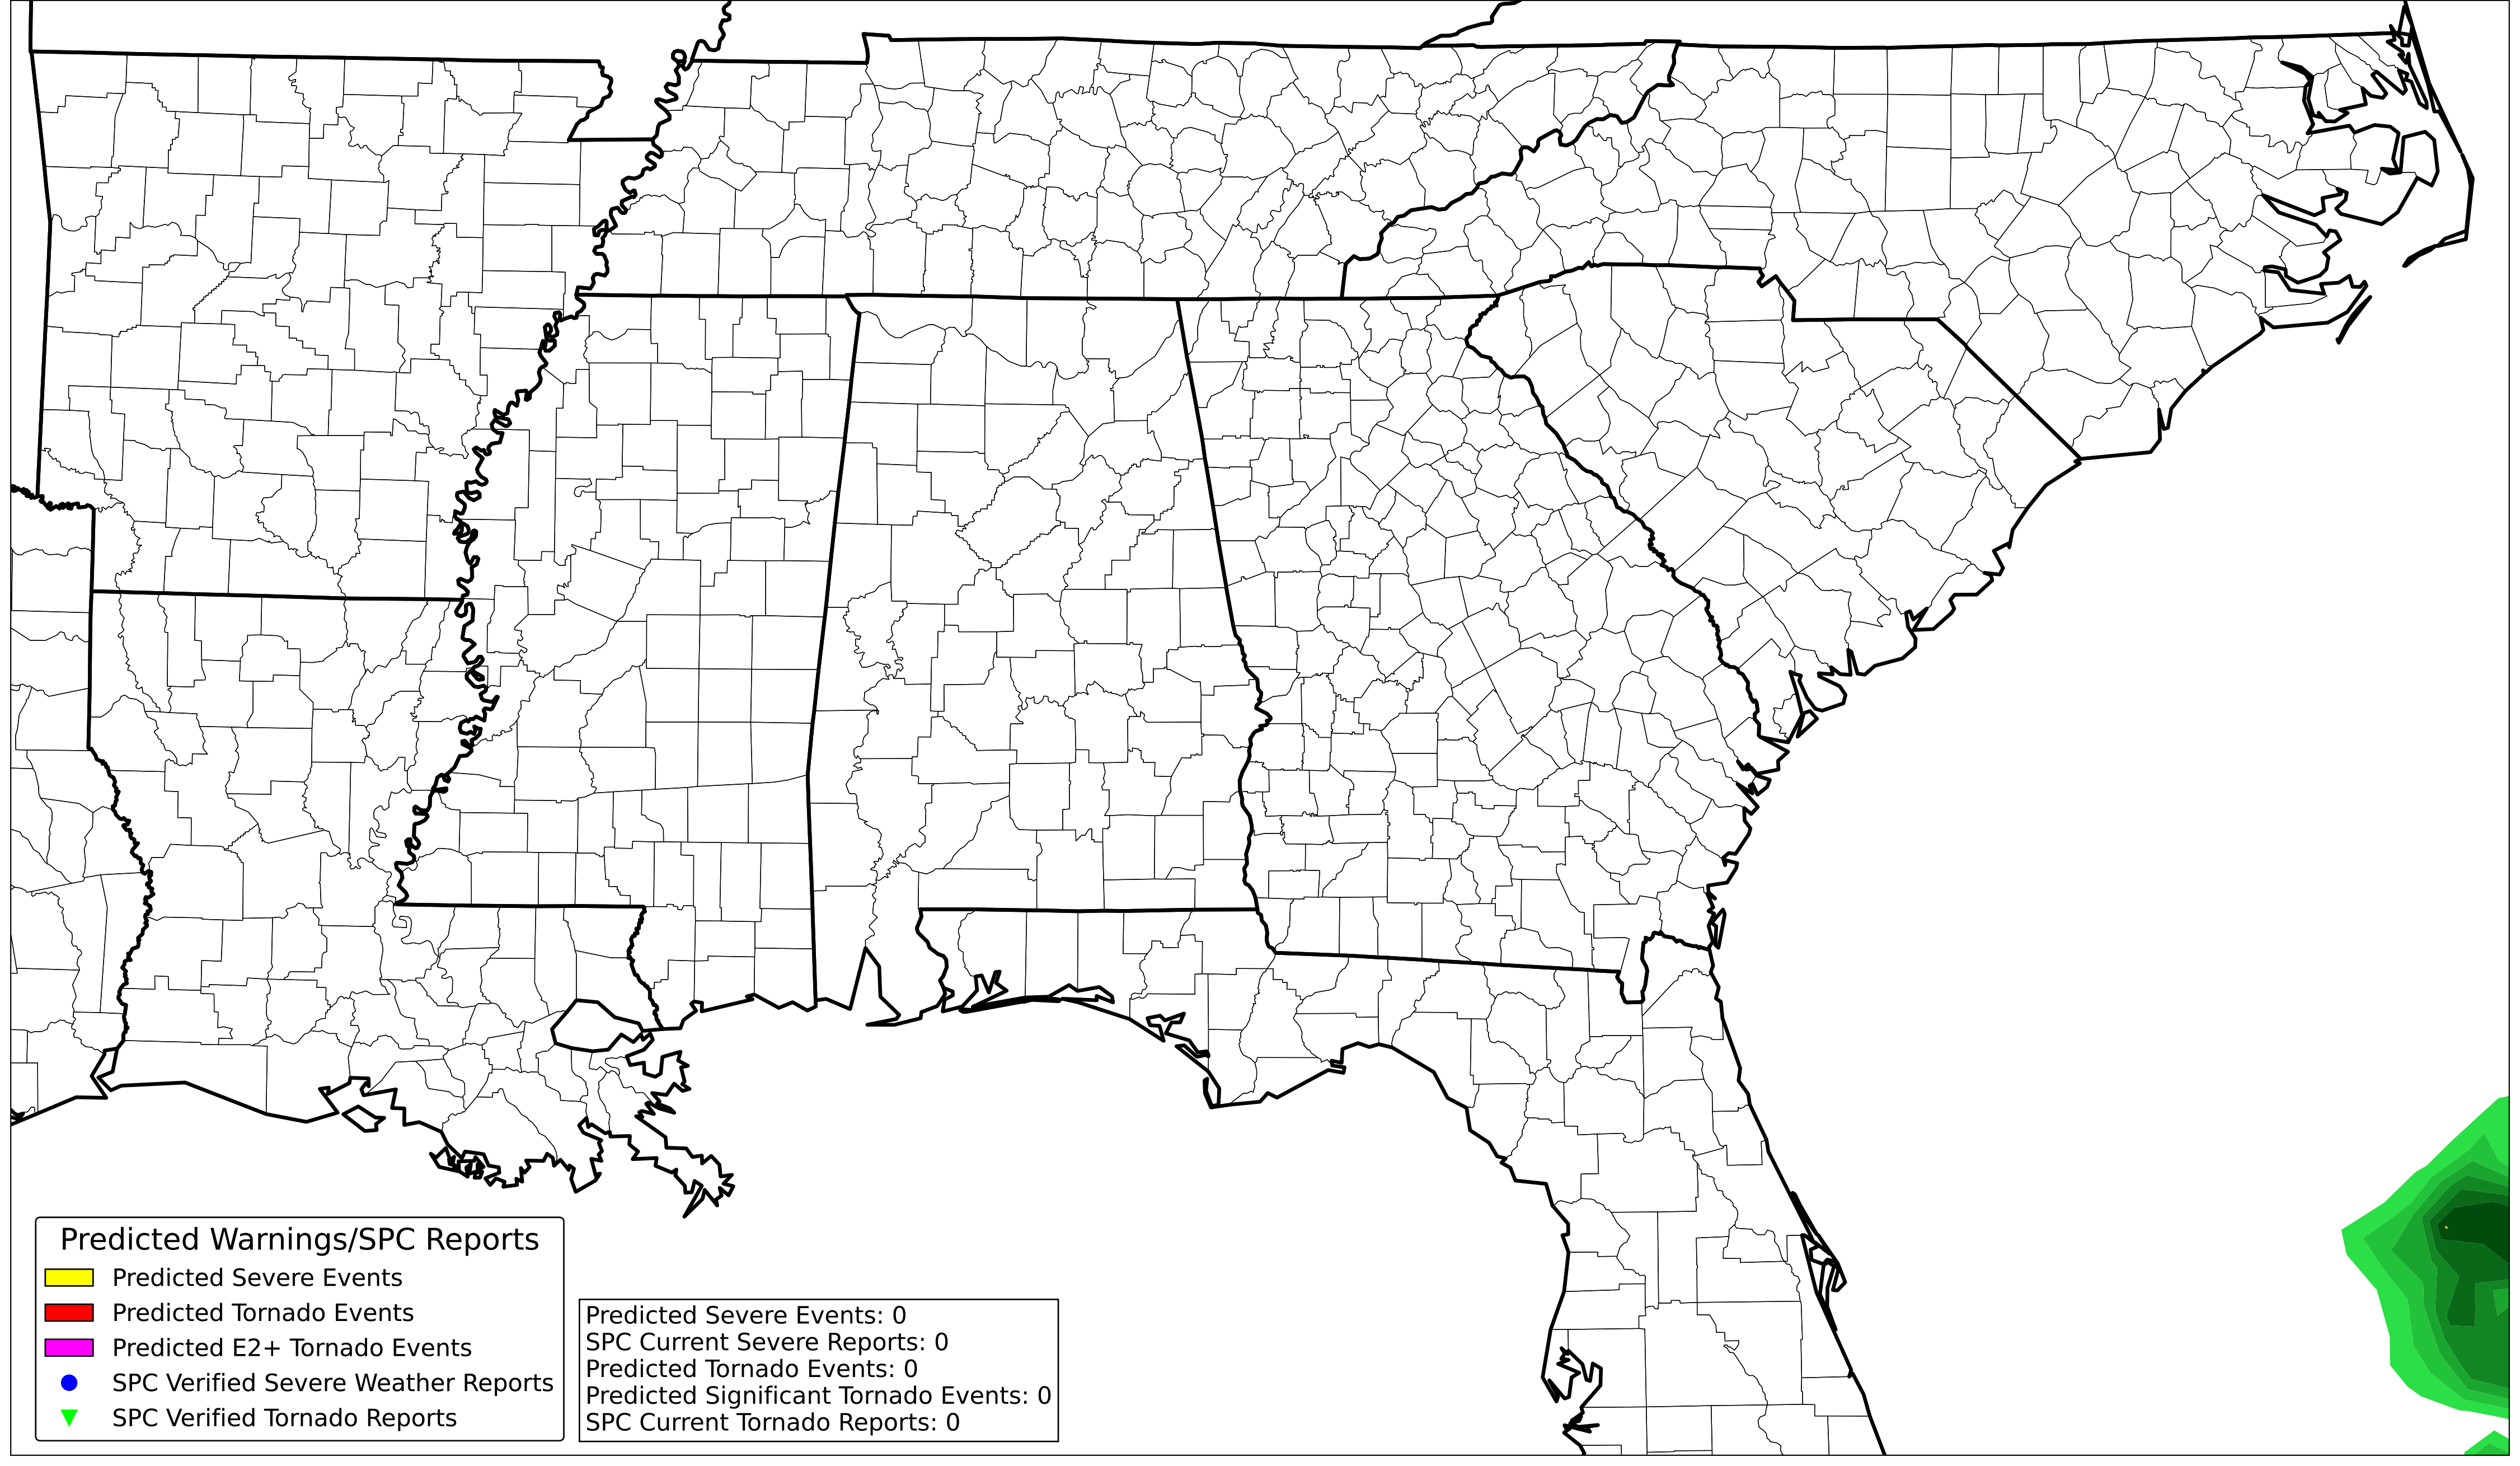 Predicted Warnings/SPC Reports
Predicted Severe Events
Predicted Tornado Events
Predicted E2+ Tornado Events
SPC Verified Severe Weather Reports
SPC Verified Tornado Reports
Predicted Severe Events: 0
SPC Current Severe Reports: 0
Predicted Tornado Events: 0
Predicted Significant Tornado Events: 0
SPC Current Tornado Reports: 0